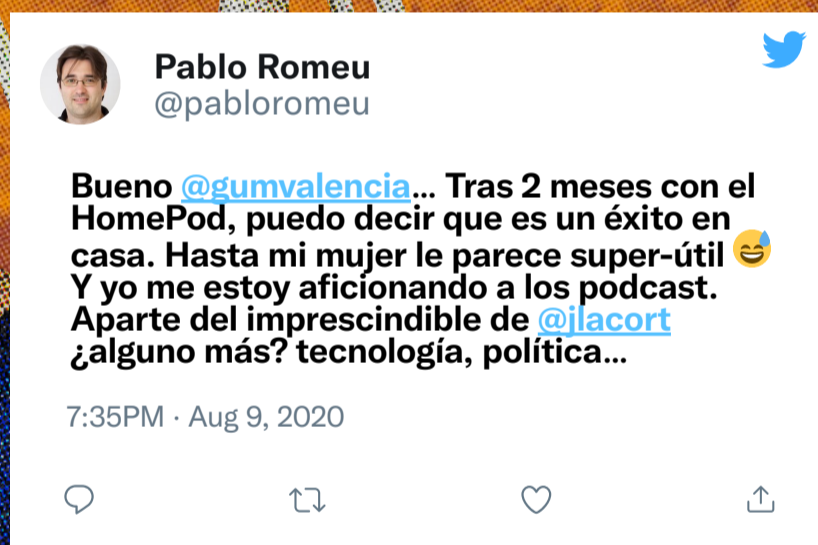 Pablo Romeu
@pabloromeu
Bueno @gumvalencia... Tras 2 meses con el
HomePod, puedo decir que es un éxito en
casa. Hasta mi mujer le parece super-útil 😅
Y yo me estoy aficionando a los podcast.
Aparte del imprescindible de @jlacort
¿alguno más? tecnología, política...
7:35PM · Aug 9, 2020